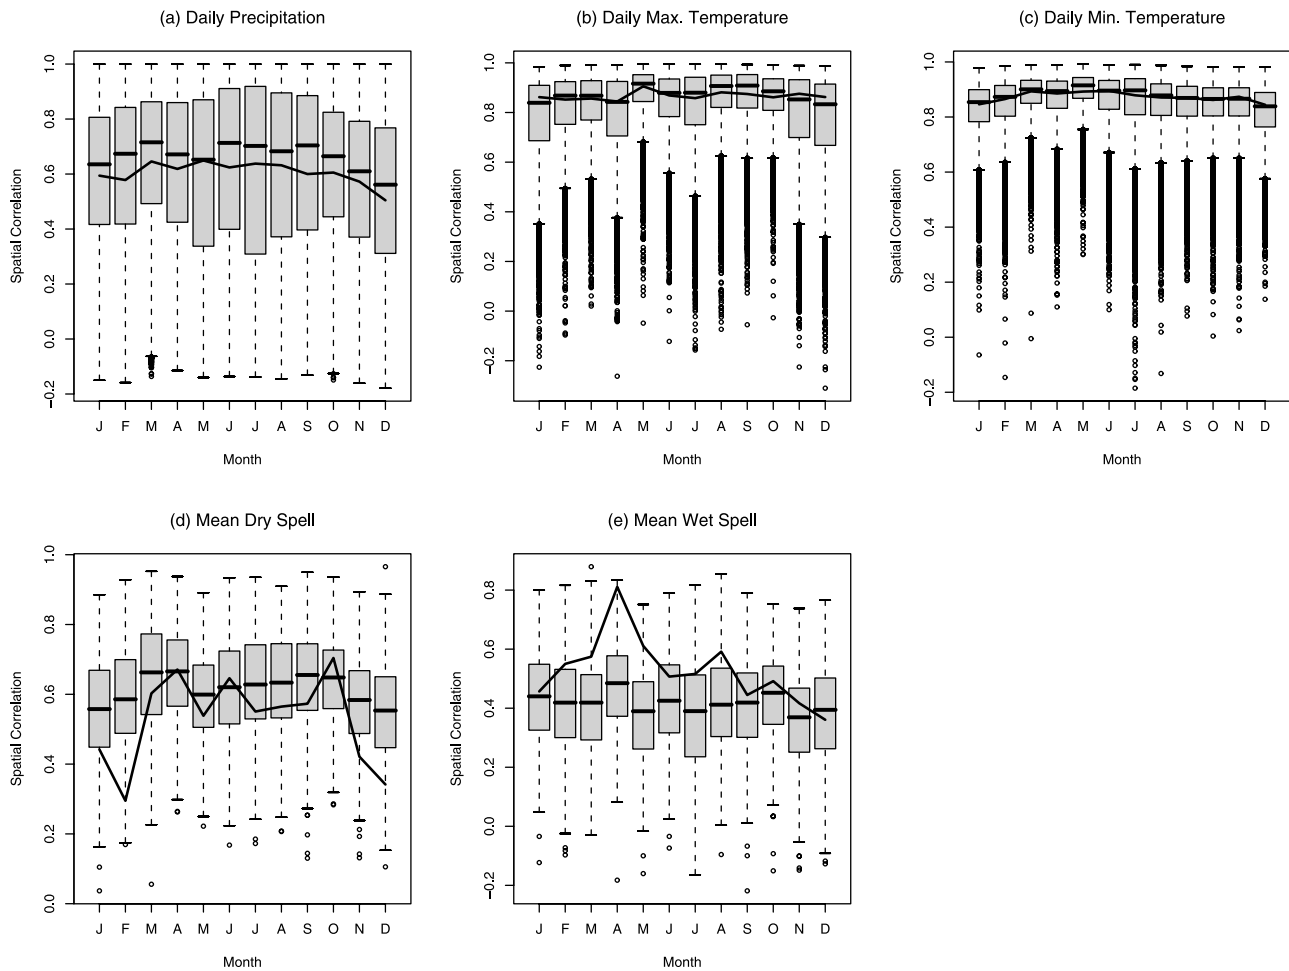 (a) Daily Precipitation
Spatial Correlation
1.0
0.8
0.6
0.4
0.2
0.0
−0.2
J F M A M J J A S O N D
Month
(b) Daily Max. Temperature
Spatial Correlation
1.0
0.8
0.6
0.4
0.2
0.0
−0.2
J F M A M J J A S O N D
Month
(c) Daily Min. Temperature
Spatial Correlation
1.0
0.8
0.6
0.4
0.2
0.0
−0.2
J F M A M J J A S O N D
Month
(d) Mean Dry Spell
Spatial Correlation
1.0
0.8
0.6
0.4
0.2
0.0
J F M A M J J A S O N D
Month
(e) Mean Wet Spell
Spatial Correlation
0.8
0.6
0.4
0.2
0.0
−0.2
J F M A M J J A S O N D
Month